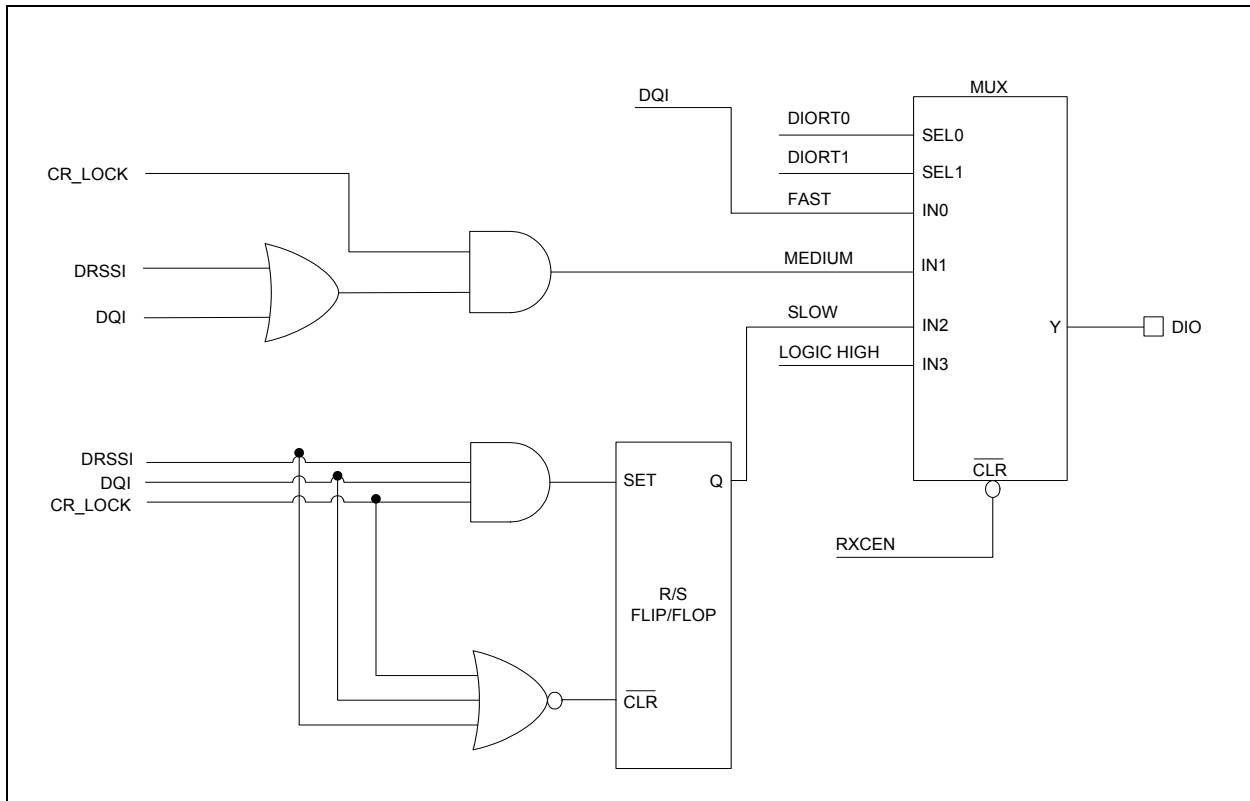 MUX
DQI
DIORT0
SEL0
DIORT1
SEL1
CR_LOCK
FAST
IN0
DRSSI
MEDIUM
IN1
DQI
SLOW
IN2
Y
DIO
LOGIC HIGH
IN3
DRSSI
DQI
CR_LOCK
SET
Q
CLR
RXCEN
R/S
FLIP/FLOP
CLR